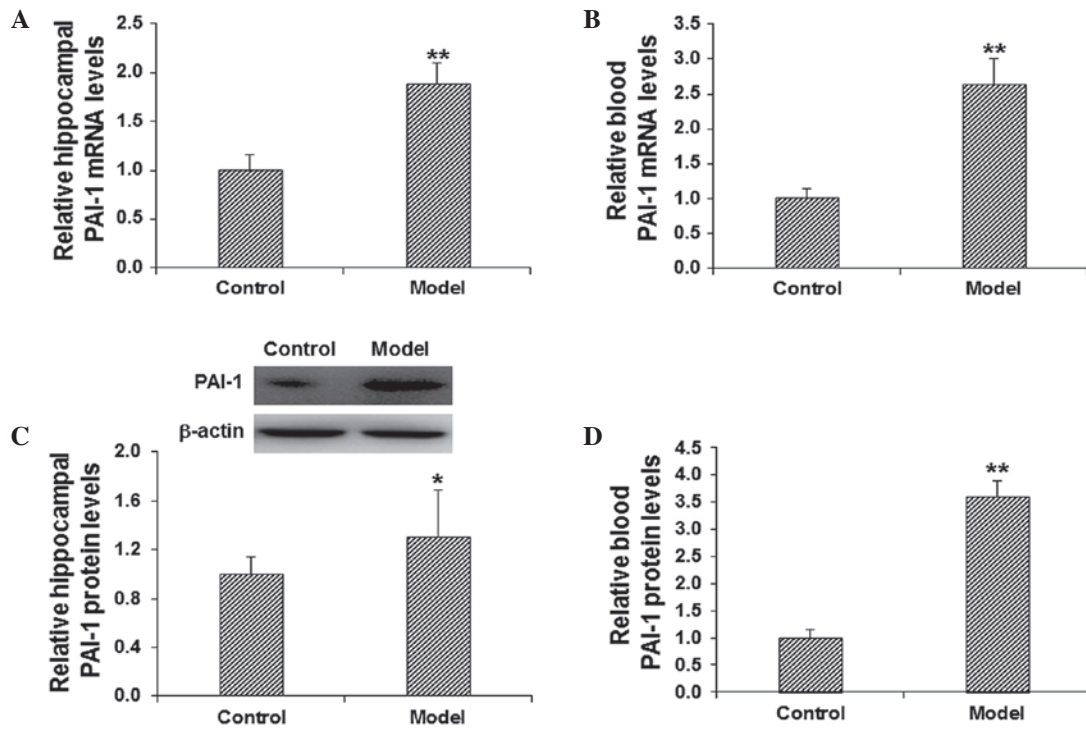 A
Relative hippocampal
PAI-1 mRNA levels
2.5
2.0
1.5
1.0
0.5
0.0
**
Control Model
B
Relative blood
PAI-1 mRNA levels
3.5
3.0
2.5
2.0
1.5
1.0
0.5
0.0
**
Control Model
Control Model
PAI-1
β-actin
C
Relative hippocampal
PAI-1 protein levels
2.0
1.6
1.2
0.8
0.4
0.0
*
Control Model
D
Relative blood
PAI-1 protein levels
4.5
4.0
3.5
3.0
2.5
2.0
1.5
1.0
0.5
0.0
**
Control Model